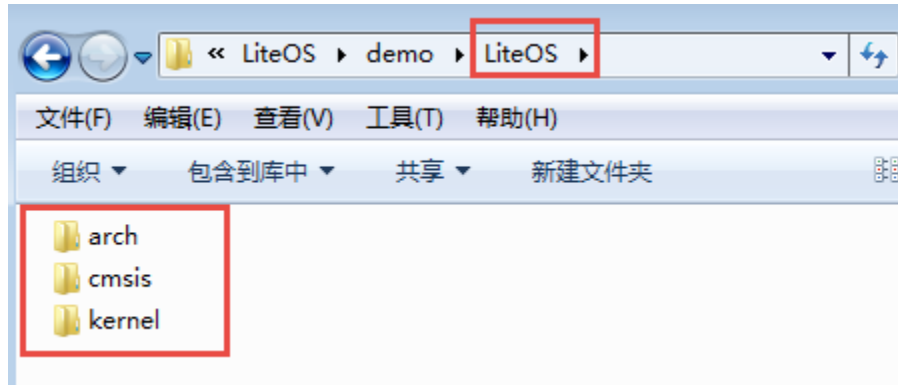 « LiteOS ▸ demo ▸ LiteOS ▸
文件(F) 编辑(E) 查看(V) 工具(T) 帮助(H)
组织 ▼ 包含到库中 ▼ 共享 ▼ 新建文件夹
arch
cmsis
kernel